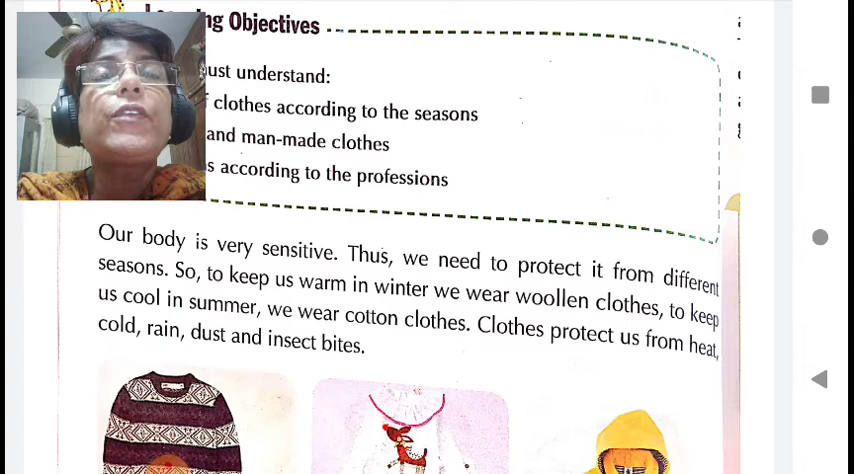 ng Objectives
ust understand:
clothes according to the seasons
and man-made clothes
s according to the professions
Our body is very sensitive. Thus, we need to protect it from different
seasons. So, to keep us warm in winter we wear woollen clothes, to keep
us cool in summer, we wear cotton clothes. Clothes protect us from heat,
cold, rain, dust and insect bites.